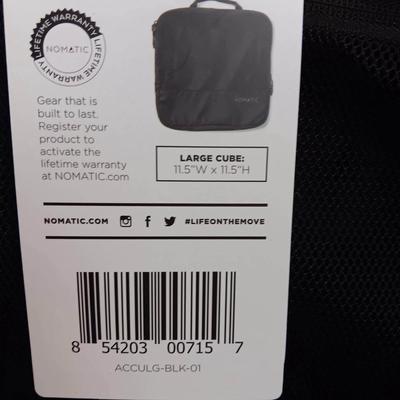 LIFETIME WARRANTY LIFETIME WARRANTY
NOMATIC
NOMATIC
Gear that is
built to last.
Register your
product to
activate the
lifetime warranty
at NOMATIC.com
LARGE CUBE:
11.5"W x 11.5"H
NOMATIC.COM #LIFEONTHEMOVE
8 54203 00715 7
ACCULG-BLK-01